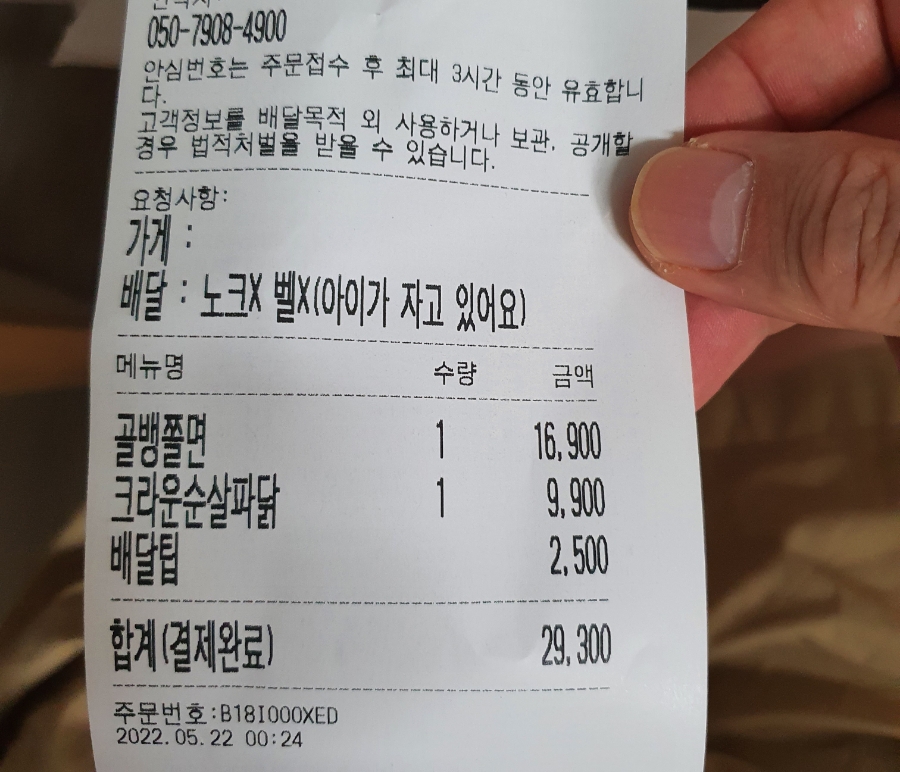 050-7908-4900
안심번호는 주문접수 후 최대 3시간 동안 유효합니
다.
고객정보를 배달목적 외 사용하거나 보관, 공개할
경우 법적처벌을 받을 수 있습니다.
요청사항:
가게 :
배달 : 노크X 벨X(아이가 자고 있어요)
메뉴명 수량 금액
골뱅쫄면 1 16,900
크라운순살파닭 1 9,900
배달팁 2,500
합계(결제완료) 29,300
주문번호:B18I000XED
2022.05.22 00:24